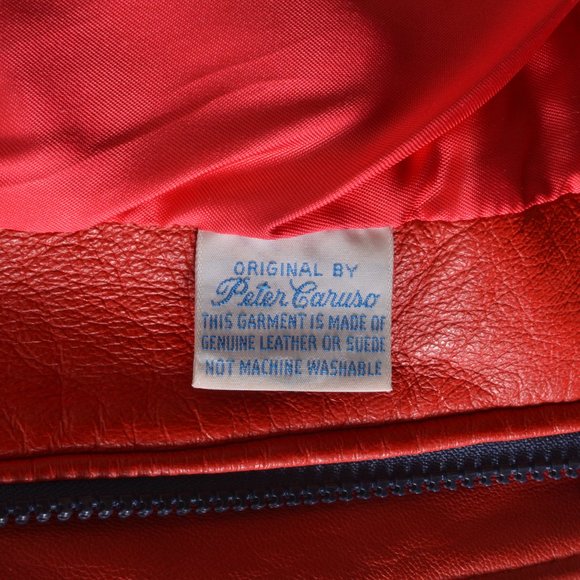 ORIGINAL BY
Peter Caruso
THIS GARMENT IS MADE OF
GENUINE LEATHER OR SUEDE
NOT MACHINE WASHABLE